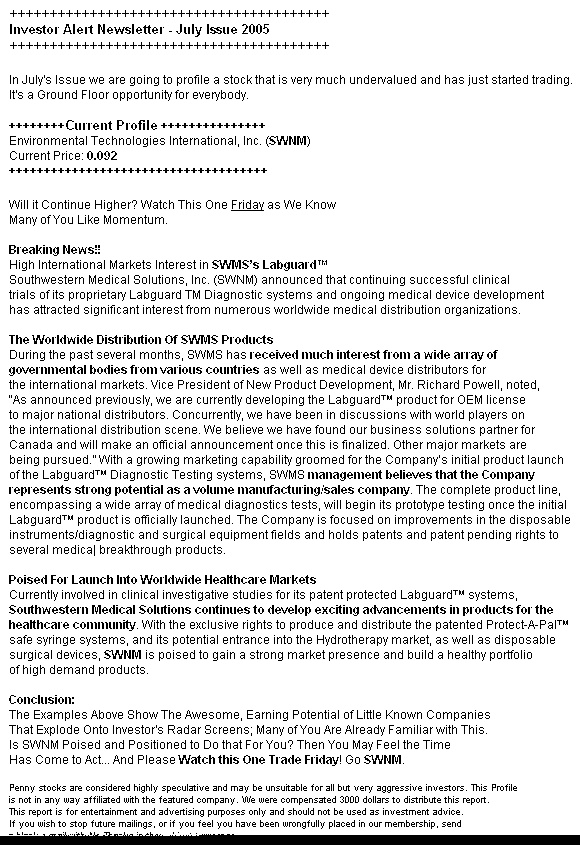 ++++++++++++++++++++++++++++++++++++++++
Investor Alert Newsletter - July Issue 2005
++++++++++++++++++++++++++++++++++++++++
In July's Issue we are going to profile a stock that is very much undervalued and has just started trading.
It's a Ground Floor opportunity for everybody.
++++++++Current Profile +++++++++++++++
Environmental Technologies International, Inc. (SWNM)
Current Price: 0.092
+++++++++++++++++++++++++++++++++++++
Will it Continue Higher? Watch This One Friday as We Know
Many of You Like Momentum.
Breaking News!!
High International Markets Interest in SWMS's Labguard™
Southwestern Medical Solutions, Inc. (SWNM) announced that continuing successful clinical
trials of its proprietary Labguard TM Diagnostic systems and ongoing medical device development
has attracted significant interest from numerous worldwide medical distribution organizations.
The Worldwide Distribution Of SWMS Products
During the past several months, SWMS has received much interest from a wide array of
governmental bodies from various countries as well as medical device distributors for
the international markets. Vice President of New Product Development, Mr. Richard Powell, noted,
"As announced previously, we are currently developing the Labguard™ product for OEM license
to major national distributors. Concurrently, we have been in discussions with world players on
the international distribution scene. We believe we have found our business solutions partner for
Canada and will make an official announcement once this is finalized. Other major markets are
being pursued." With a growing marketing capability groomed for the Company's initial product launch
of the Labguard™ Diagnostic Testing systems, SWMS management believes that the Company
represents strong potential as a volume manufacturing/sales company. The complete product line,
encompassing a wide array of medical diagnostics tests, will begin its prototype testing once the initial
Labguard™ product is officially launched. The Company is focused on improvements in the disposable
instruments/diagnostic and surgical equipment fields and holds patents and patent pending rights to
several medical breakthrough products.
Poised For Launch Into Worldwide Healthcare Markets
Currently involved in clinical investigative studies for its patent protected Labguard™ systems,
Southwestern Medical Solutions continues to develop exciting advancements in products for the
healthcare community. With the exclusive rights to produce and distribute the patented Protect-A-Pal™
safe syringe systems, and its potential entrance into the Hydrotherapy market, as well as disposable
surgical devices, SWNM is poised to gain a strong market presence and build a healthy portfolio
of high demand products.
Conclusion:
The Examples Above Show The Awesome, Earning Potential of Little Known Companies
That Explode Onto Investor's Radar Screens; Many of You Are Already Familiar with This.
Is SWNM Poised and Positioned to Do that For You? Then You May Feel the Time
Has Come to Act... And Please Watch this One Trade Friday! Go SWNM.
Penny stocks are considered highly speculative and may be unsuitable for all but very aggressive investors. This Profile
is not in any way affiliated with the featured company. We were compensated 3000 dollars to distribute this report.
This report is for entertainment and advertising purposes only and should not be used as investment advice.
If you wish to stop future mailings, or if you feel you have been wrongfully placed in our membership, send